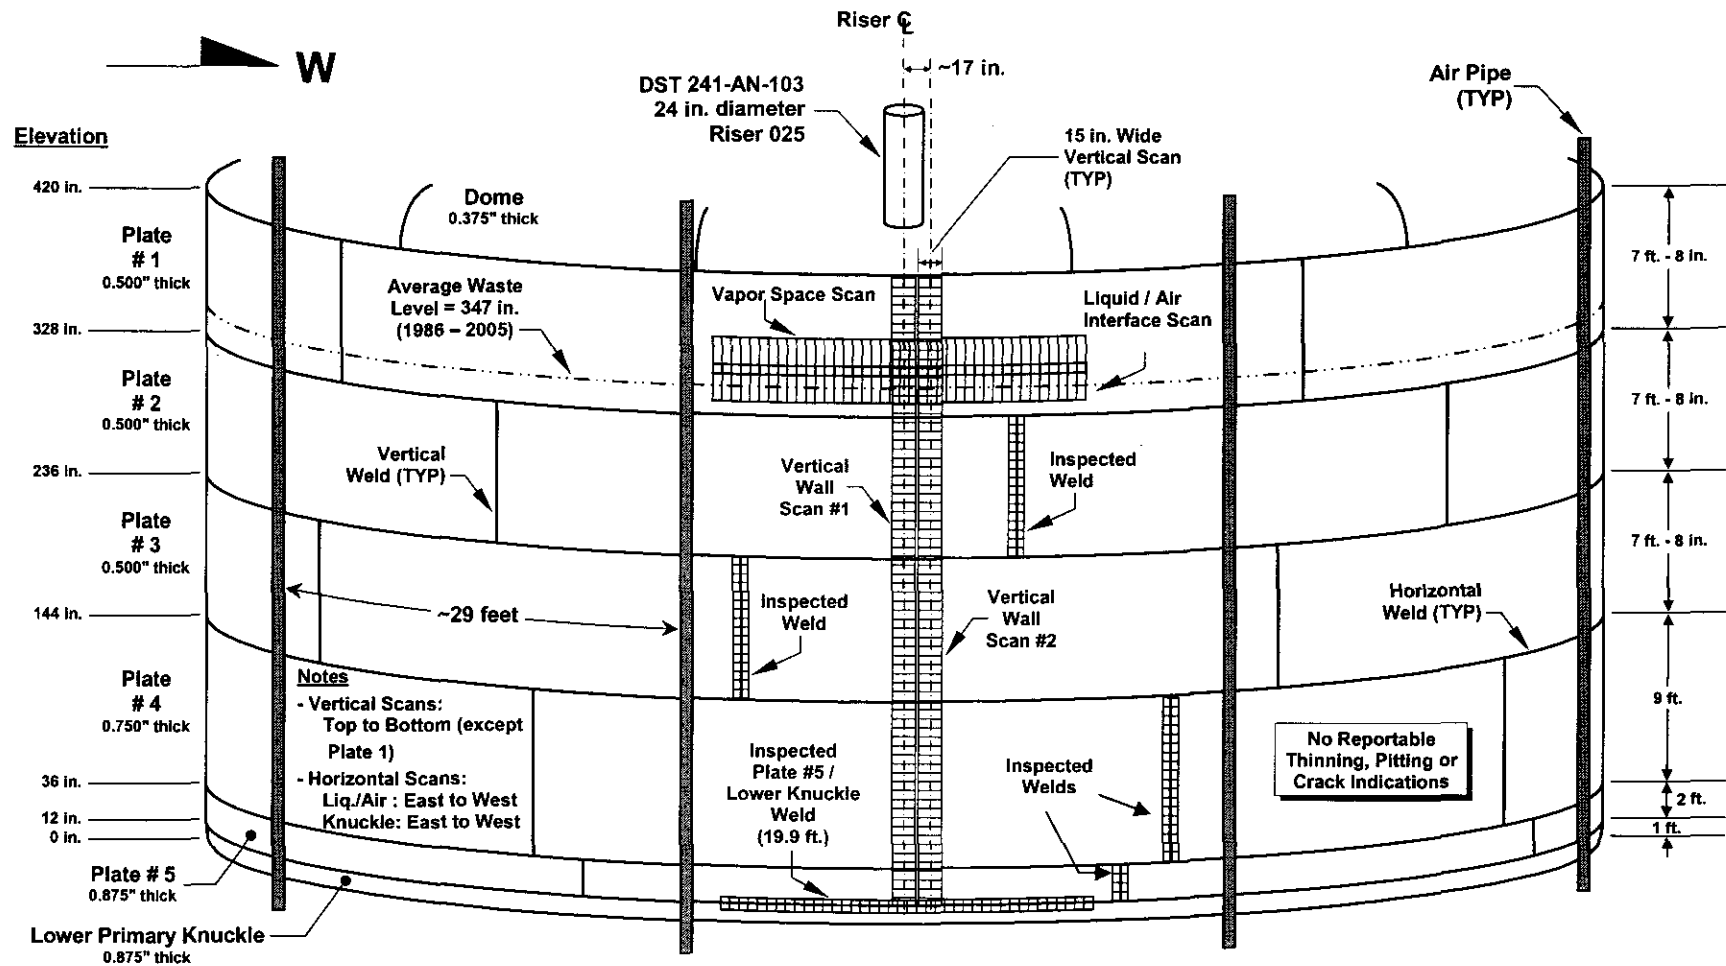 Riser ℄
W
~17 in.
DST 241-AN-103
24 in. diameter
Riser 025
Air Pipe
(TYP)
15 in. Wide
Vertical Scan
(TYP)
Elevation
420 in.
328 in.
236 in.
144 in.
36 in.
12 in.
0 in.
Dome
0.375" thick
Plate
# 1
0.500" thick
Plate
# 2
0.500" thick
Plate
# 3
0.500" thick
Plate
# 4
0.750" thick
Plate # 5
0.875" thick
Lower Primary Knuckle
0.875" thick
Average Waste
Level = 347 in.
(1986 – 2005)
Vapor Space Scan
Liquid / Air
Interface Scan
Vertical
Weld (TYP)
Vertical
Wall
Scan #1
Inspected
Weld
~29 feet
Inspected
Weld
Vertical
Wall
Scan #2
Horizontal
Weld (TYP)
Notes
- Vertical Scans:
Top to Bottom (except
Plate 1)
- Horizontal Scans:
Liq./Air : East to West
Knuckle: East to West
Inspected
Plate #5 /
Lower Knuckle
Weld
(19.9 ft.)
Inspected
Welds
No Reportable
Thinning, Pitting or
Crack Indications
7 ft. - 8 in.
7 ft. - 8 in.
7 ft. - 8 in.
9 ft.
2 ft.
1 ft.